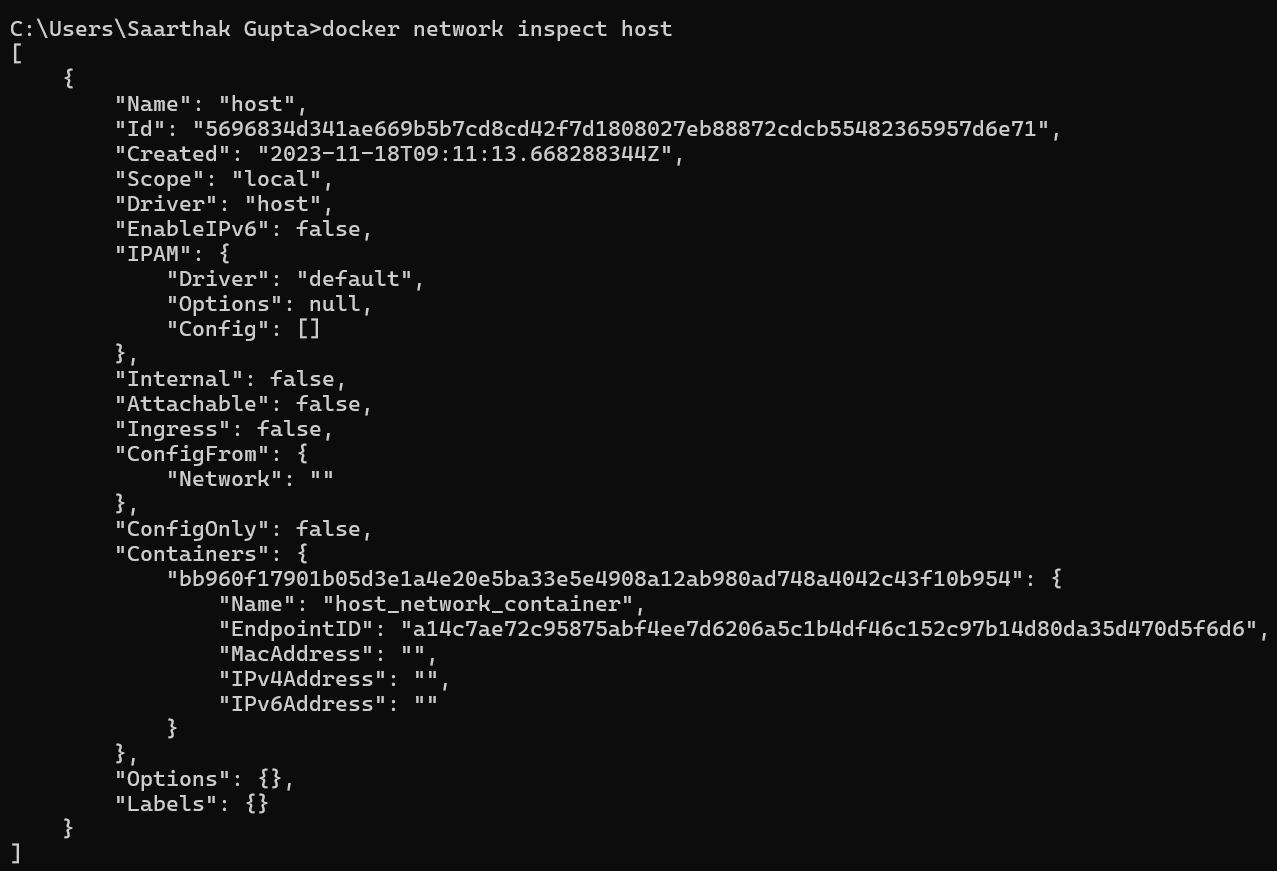 C:\Users\Saarthak Gupta>docker network inspect host
[
    {
        "Name": "host",
        "Id": "5696834d341ae669b5b7cd8cd42f7d1808027eb88872cdcb55482365957d6e71",
        "Created": "2023-11-18T09:11:13.668288344Z",
        "Scope": "local",
        "Driver": "host",
        "EnableIPv6": false,
        "IPAM": {
            "Driver": "default",
            "Options": null,
            "Config": []
        },
        "Internal": false,
        "Attachable": false,
        "Ingress": false,
        "ConfigFrom": {
            "Network": ""
        },
        "ConfigOnly": false,
        "Containers": {
            "bb960f17901b05d3e1a4e20e5ba33e5e4908a12ab980ad748a4042c43f10b954": {
                "Name": "host_network_container",
                "EndpointID": "a14c7ae72c95875abf4ee7d6206a5c1b4df46c152c97b14d80da35d470d5f6d6",
                "MacAddress": "",
                "IPv4Address": "",
                "IPv6Address": ""
            }
        },
        "Options": {},
        "Labels": {}
    }
]